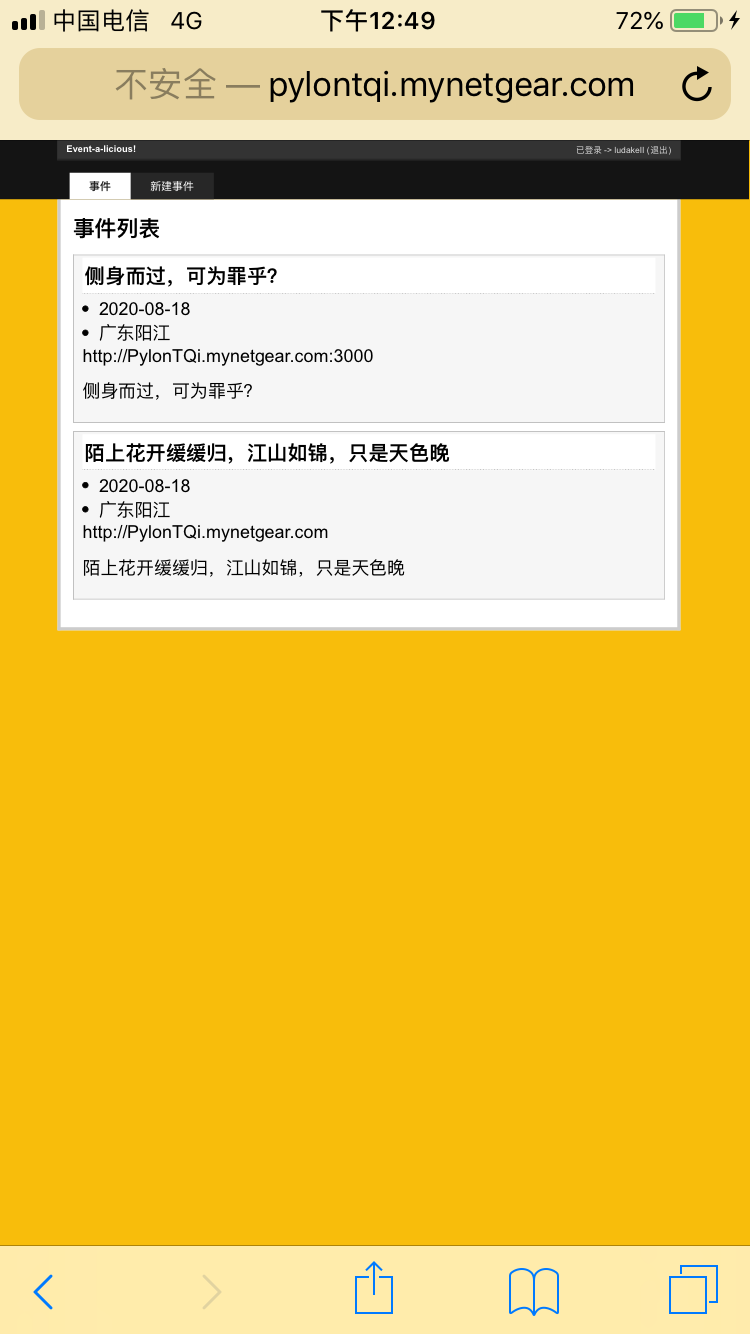 中国电信 4G 下午12:49 72%
不安全 — pylontqi.mynetgear.com
Event-a-licious! 已登录 -> ludakell (退出)
事件 新建事件
事件列表
侧身而过，可为罪乎?
• 2020-08-18
• 广东阳江
http://PylonTQi.mynetgear.com:3000
侧身而过，可为罪乎?
陌上花开缓缓归，江山如锦，只是天色晚
• 2020-08-18
• 广东阳江
http://PylonTQi.mynetgear.com
陌上花开缓缓归，江山如锦，只是天色晚